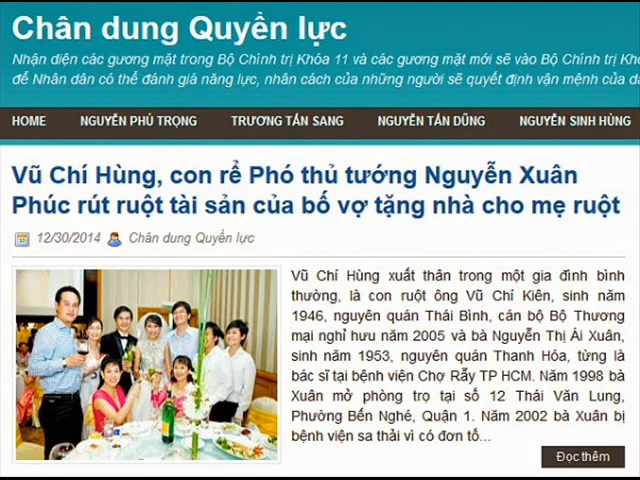 Chân dung Quyền lực
Nhận diện các gương mặt trong Bộ Chính trị Khóa 11 và các gương mặt mới sẽ vào Bộ Chính trị
để Nhân dân có thể đánh giá năng lực, nhân cách của những người sẽ quyết định vận mệnh của
HOME NGUYỄN PHÚ TRỌNG TRƯƠNG TẤN SANG NGUYỄN TẤN DŨNG NGUYỄN SINH HÙNG
Vũ Chí Hùng, con rể Phó thủ tướng Nguyễn Xuân
Phúc rút ruột tài sản của bố vợ tặng nhà cho mẹ ruột
12/30/2014 Chân dung Quyền lực
Vũ Chí Hùng xuất thân trong một gia đình bình
thường, là con ruột ông Vũ Chí Kiên, sinh năm
1946, nguyên quán Thái Bình, cán bộ Bộ Thương
mại nghỉ hưu năm 2005 và bà Nguyễn Thị Ái Xuân,
sinh năm 1953, nguyên quán Thanh Hóa, từng là
bác sĩ tại bệnh viện Chợ Rẫy TP HCM. Năm 1998 bà
Xuân mở phòng trọ tại số 12 Thái Văn Lung,
Phường Bến Nghé, Quận 1. Năm 2002 bà Xuân bị
bệnh viện sa thải vì có đơn tố...
Đọc thêm